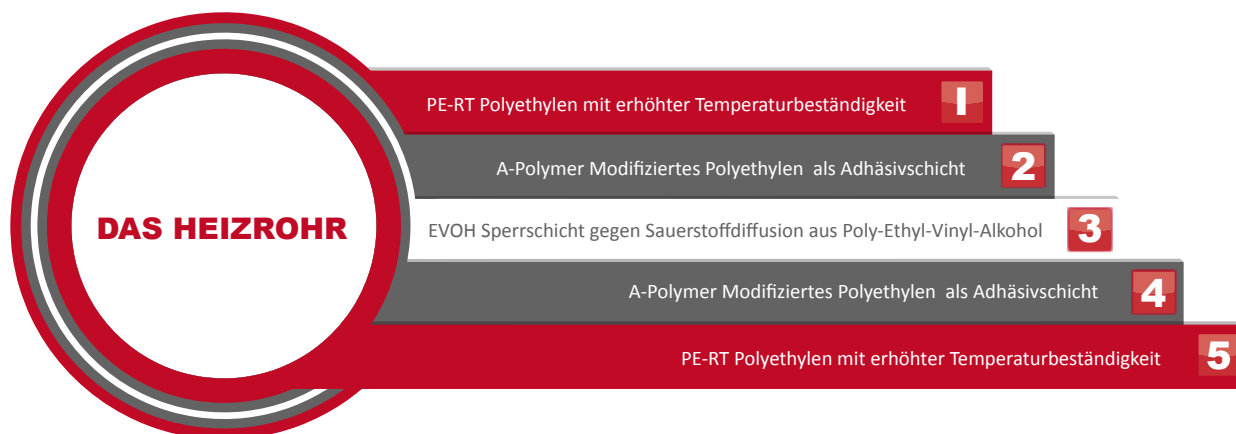 PE-RT Polyethylen mit erhöhter Temperaturbeständigkeit 1
A-Polymer Modifiziertes Polyethylen als Adhäsivschicht 2
DAS HEIZROHR
EVOH Sperrschicht gegen Sauerstoffdiffusion aus Poly-Ethyl-Vinyl-Alkohol 3
A-Polymer Modifiziertes Polyethylen als Adhäsivschicht 4
PE-RT Polyethylen mit erhöhter Temperaturbeständigkeit 5